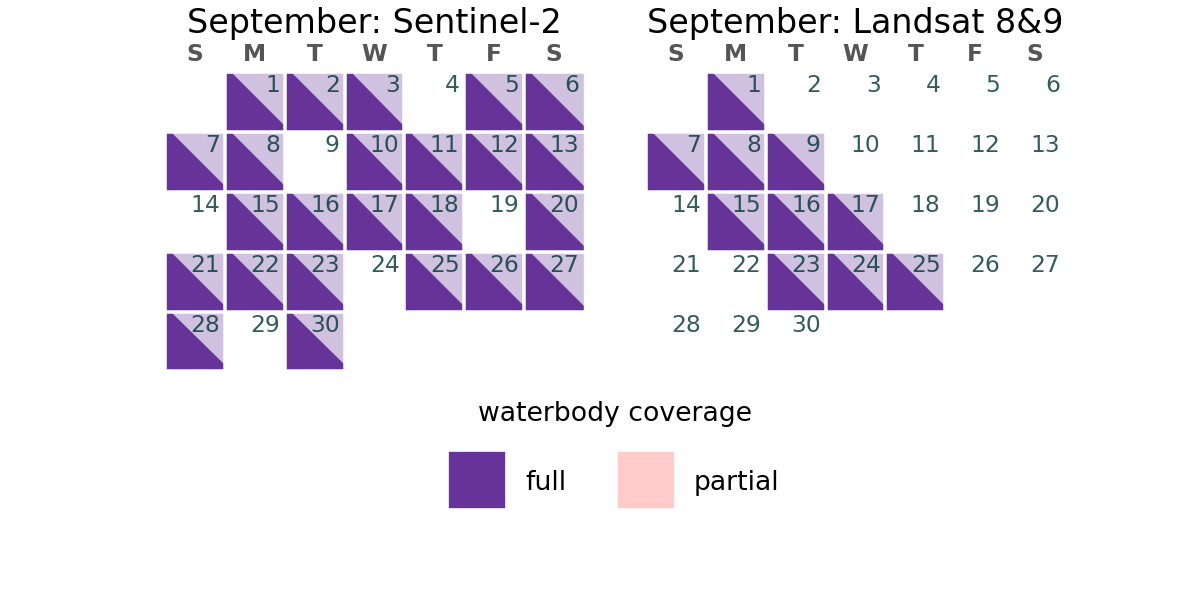 September: Sentinel-2
S M T W T F S
1 2 3 4 5 6
7 8 9 10 11 12 13
14 15 16 17 18 19 20
21 22 23 24 25 26 27
28 29 30
September: Landsat 8&9
S M T W T F S
1 2 3 4 5 6
7 8 9 10 11 12 13
14 15 16 17 18 19 20
21 22 23 24 25 26 27
28 29 30
waterbody coverage
full partial